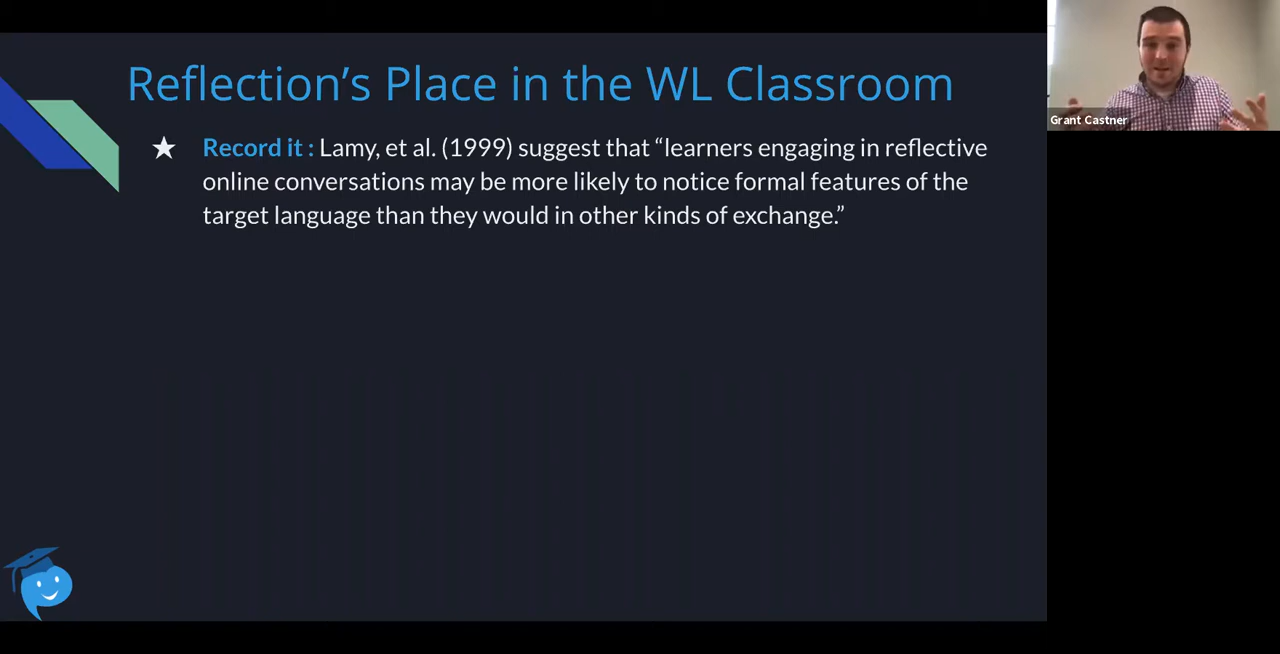 Reflection's Place in the WL Classroom
★ Record it : Lamy, et al. (1999) suggest that “learners engaging in reflective
online conversations may be more likely to notice formal features of the
target language than they would in other kinds of exchange.”
Grant Castner